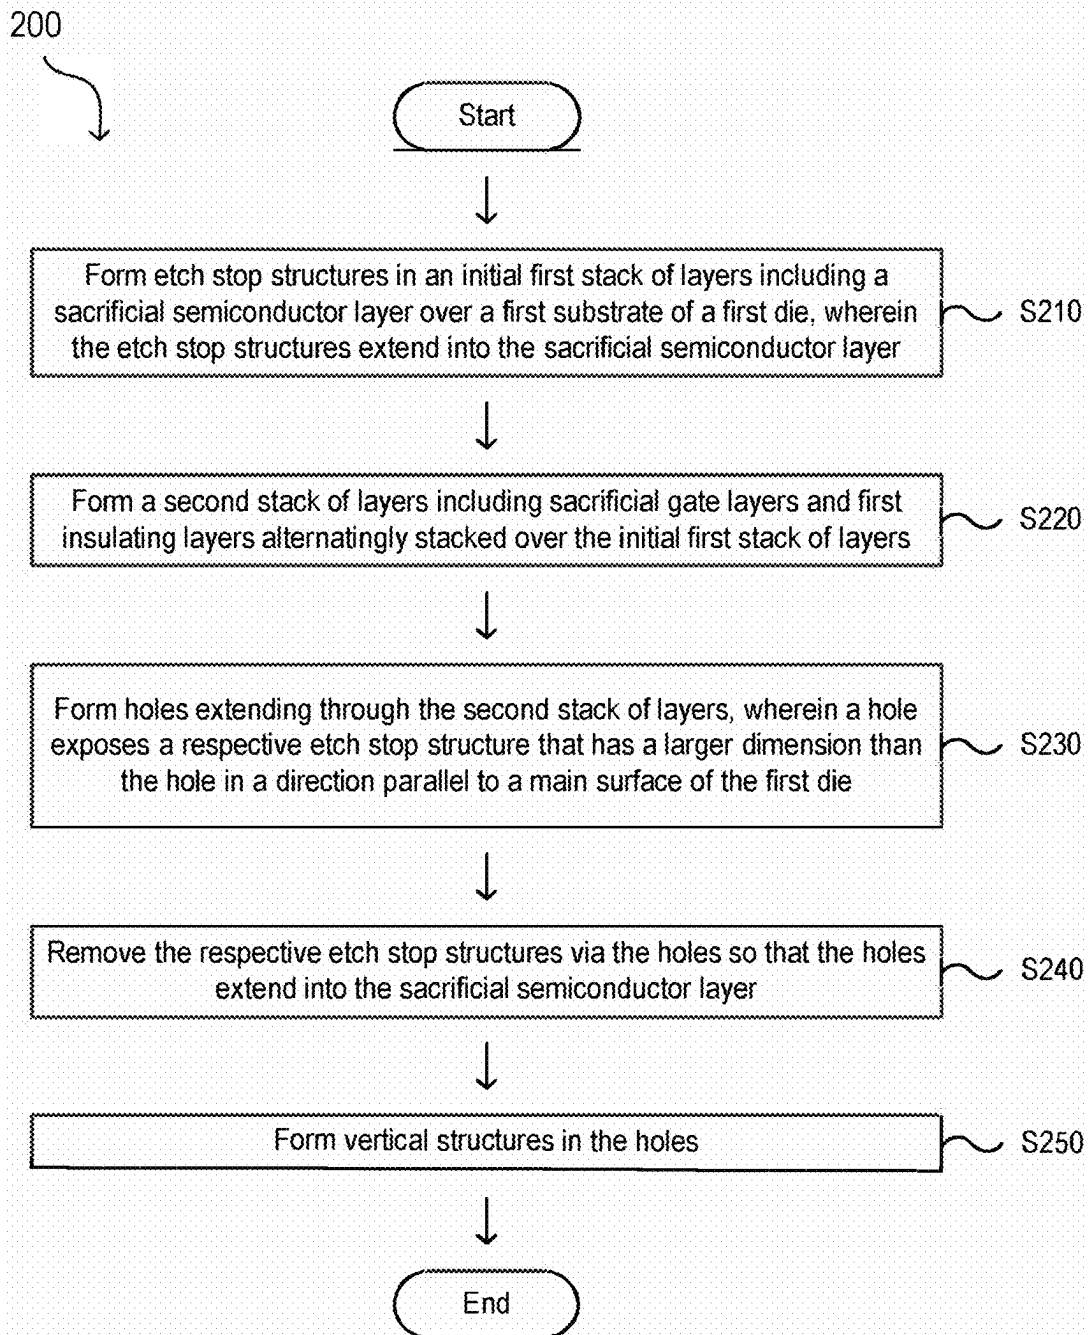 200
Start
Form etch stop structures in an initial first stack of layers including a
sacrificial semiconductor layer over a first substrate of a first die, wherein
the etch stop structures extend into the sacrificial semiconductor layer
S210
Form a second stack of layers including sacrificial gate layers and first
insulating layers alternatingly stacked over the initial first stack of layers
S220
Form holes extending through the second stack of layers, wherein a hole
exposes a respective etch stop structure that has a larger dimension than
the hole in a direction parallel to a main surface of the first die
S230
Remove the respective etch stop structures via the holes so that the holes
extend into the sacrificial semiconductor layer
S240
Form vertical structures in the holes
S250
End